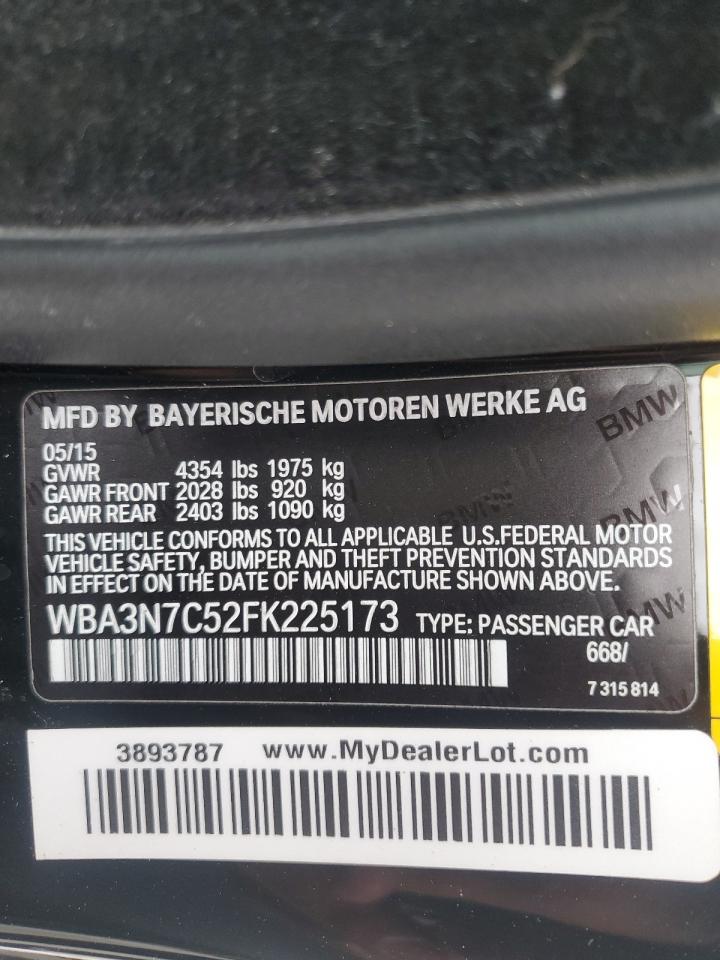 MFD BY BAYERISCHE MOTOREN WERKE AG
BMW
05/15
GVWR 4354 lbs 1975 kg
GAWR FRONT 2028 lbs 920 kg
GAWR REAR 2403 lbs 1090 kg
BMW
THIS VEHICLE CONFORMS TO ALL APPLICABLE U.S.FEDERAL MOTOR
VEHICLE SAFETY, BUMPER AND THEFT PREVENTION STANDARDS
IN EFFECT ON THE DATE OF MANUFACTURE SHOWN ABOVE.
WBA3N7C52FK225173 TYPE: PASSENGER CAR
668/
7 315 814
3893787 www.MyDealerLot.com